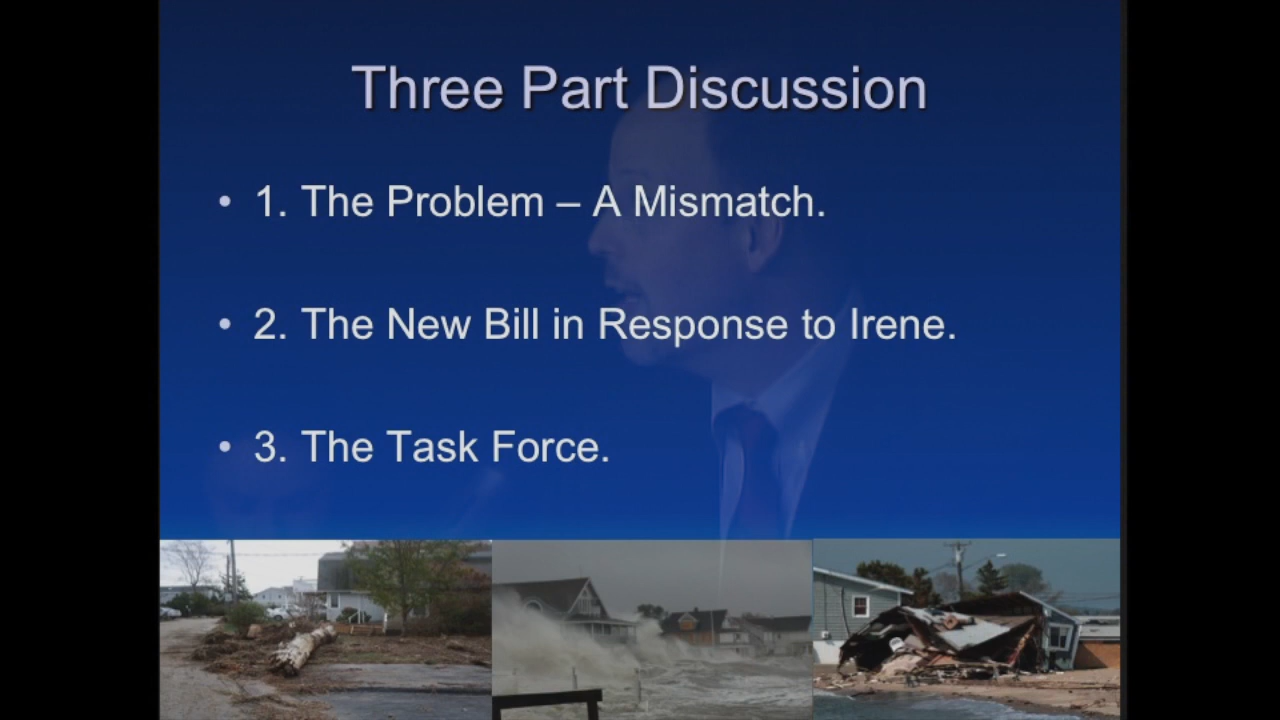 Three Part Discussion
• 1. The Problem – A Mismatch.
• 2. The New Bill in Response to Irene.
• 3. The Task Force.